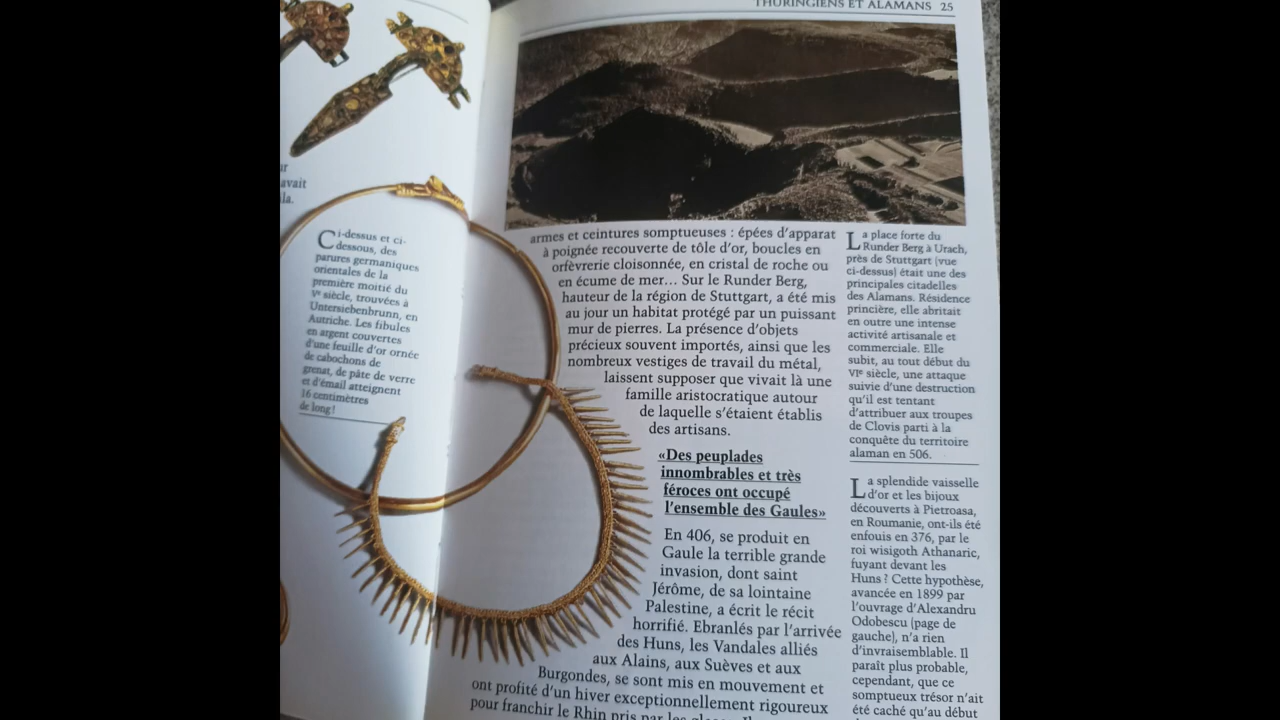 THURINGIENS ET ALAMANS 25
avait
la.
Ci-dessus et ci-
dessous, des
parures germaniques
orientales de la
première moitié du
Vᵉ siècle, trouvées à
Untersiebenbrunn, en
Autriche. Les fibules
en argent couvertes
d'une feuille d'or ornée
de cabochons de
grenat, de pâte de verre
et d'émail atteignent
16 centimètres
de long!
armes et ceintures somptueuses : épées d'apparat
à poignée recouverte de tôle d'or, boucles en
orfèvrerie cloisonnée, en cristal de roche ou
en écume de mer... Sur le Runder Berg,
hauteur de la région de Stuttgart, a été mis
au jour un habitat protégé par un puissant
mur de pierres. La présence d'objets
précieux souvent importés, ainsi que les
nombreux vestiges de travail du métal,
laissent supposer que vivait là une
famille aristocratique autour
de laquelle s'étaient établis
des artisans.
«Des peuplades
innombrables et très
féroces ont occupé
l'ensemble des Gaules»
En 406, se produit en
Gaule la terrible grande
invasion, dont saint
Jérôme, de sa lointaine
Palestine, a écrit le récit
horrifié. Ebranlés par l'arrivée
des Huns, les Vandales alliés
aux Alains, aux Suèves et aux
Burgondes, se sont mis en mouvement et
ont profité d'un hiver exceptionnellement rigoureux
pour franchir le Rhin pris par les
La place forte du
Runder Berg à Urach,
près de Stuttgart (vue
ci-dessus) était une des
principales citadelles
des Alamans. Résidence
princière, elle abritait
en outre une intense
activité artisanale et
commerciale. Elle
subit, au tout début du
VIᵉ siècle, une attaque
suivie d'une destruction
qu'il est tentant
d'attribuer aux troupes
de Clovis parti à la
conquête du territoire
alaman en 506.
La splendide vaisselle
d'or et les bijoux
découverts à Pietroasa,
en Roumanie, ont-ils été
enfouis en 376, par le
roi wisigoth Athanaric,
fuyant devant les
Huns ? Cette hypothèse,
avancée en 1899 par
l'ouvrage d'Alexandru
Odobescu (page de
gauche), n'a rien
d'invraisemblable. Il
paraît plus probable,
cependant, que ce
somptueux trésor n'ait
été caché qu'au début